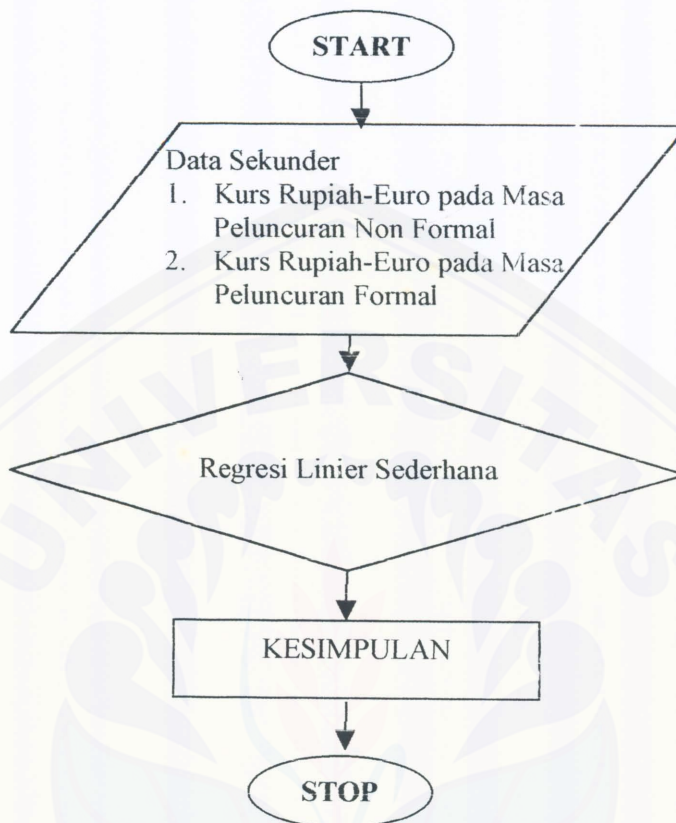 START
Data Sekunder
1. Kurs Rupiah-Euro pada Masa
Peluncuran Non Formal
2. Kurs Rupiah-Euro pada Masa
Peluncuran Formal
Regresi Linier Sederhana
KESIMPULAN
STOP
UNIVERSITAS